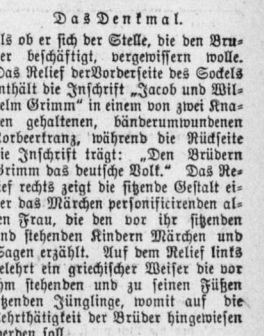 Das Denkmal.
ls ob er sich der Stelle, die den Bru-
er beschäftigt, vergewissern wolle.
Das Relief der Vorderseite des Sockels
nthält die Inschrift „Jacob und Wil-
elm Grimm" in einem von zwei Kna-
en gehaltenen, bänderumwundenen
orbeerkranz, während die Rückseite
ie Inschrift trägt: „Den Brüdern
Grimm das deutsche Volk." Das Re-
ief rechts zeigt die sitzende Gestalt ei-
er das Märchen personificirenden al-
en Frau, die den vor ihr sitzenden
nd stehenden Kindern Märchen und
Sagen erzählt. Auf dem Relief links
elehrt ein griechischer Weiser die vor
hm stehenden und zu seinen Füßen
tzenden Jünglinge, womit auf die
ehrthätigkeit der Brüder hingewiesen
werden soll.